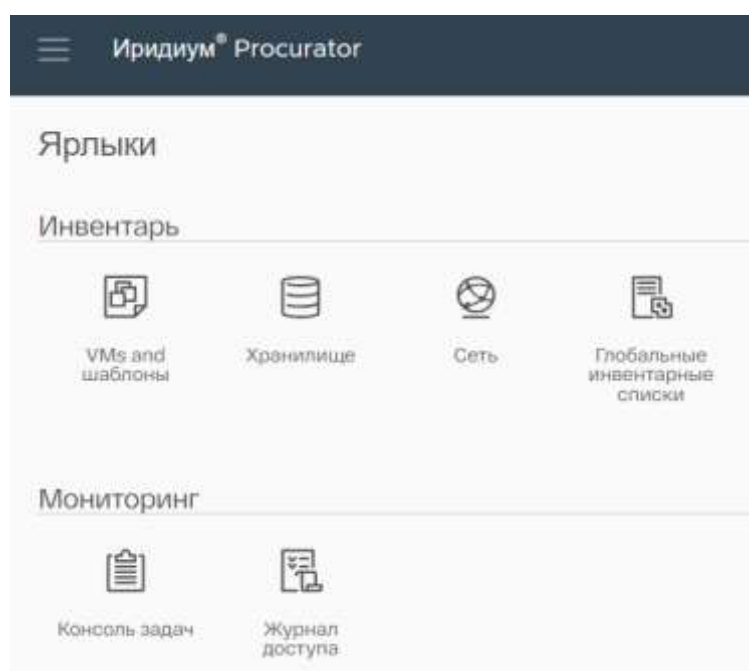 Иридиум® Procurator
Ярлыки
Инвентарь
VMs and
шаблоны
Хранилище
Сеть
Глобальные
инвентарные
списки
Мониторинг
Консоль задач
Журнал
доступа